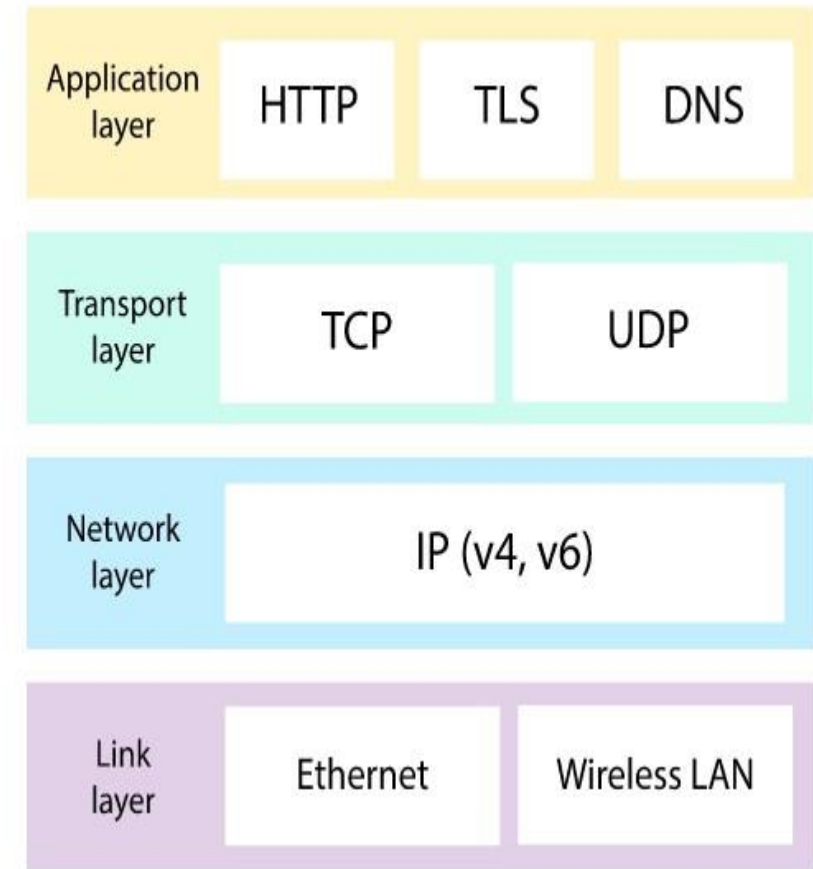 Application
layer
HTTP
TLS
DNS
Transport
layer
TCP
UDP
Network
layer
IP (v4, v6)
Link
layer
Ethernet
Wireless LAN